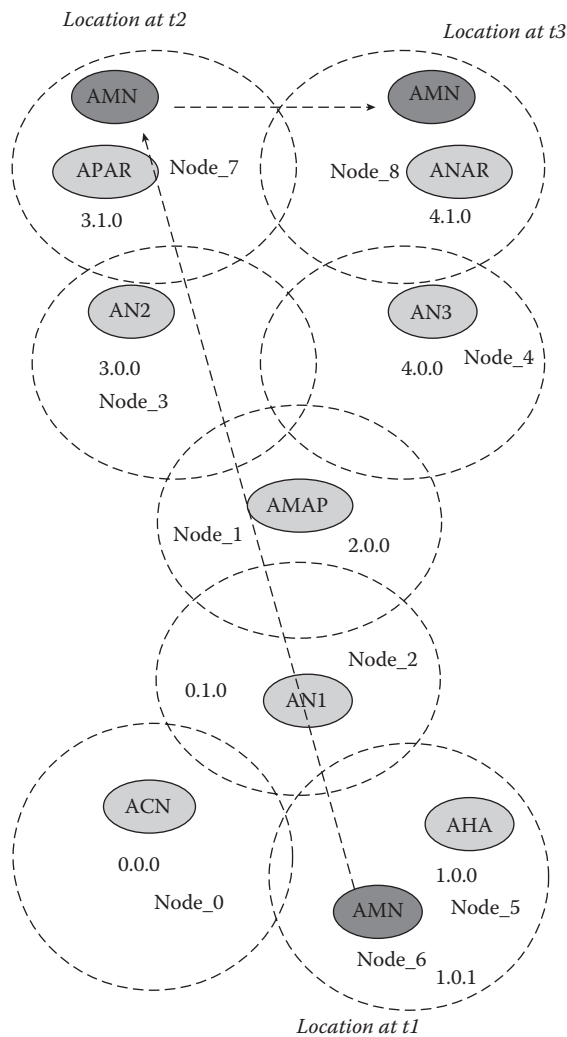 Location at t2
Location at t3
AMN
AMN
APAR
Node_7
Node_8
ANAR
3.1.0
4.1.0
AN2
AN3
3.0.0
4.0.0
Node_4
Node_3
AMAP
Node_1
2.0.0
Node_2
0.1.0
AN1
ACN
AHA
0.0.0
1.0.0
Node_0
AMN
Node_5
Node_6
1.0.1
Location at t1